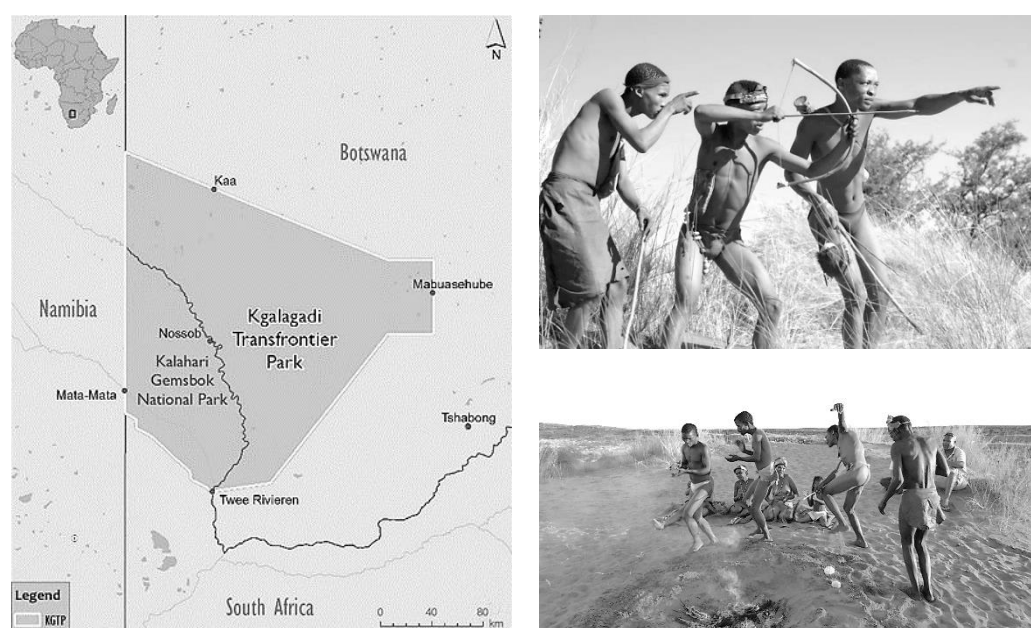 N
Botswana
Kaa
Namibia
Mabuasehube
Nossob
Kgalagadi
Transfrontier
Park
Kalahari
Gemsbok
National Park
Mata-Mata
Tshabong
Twee Rivieren
South Africa
Legend
KGTP
0 40 80
km